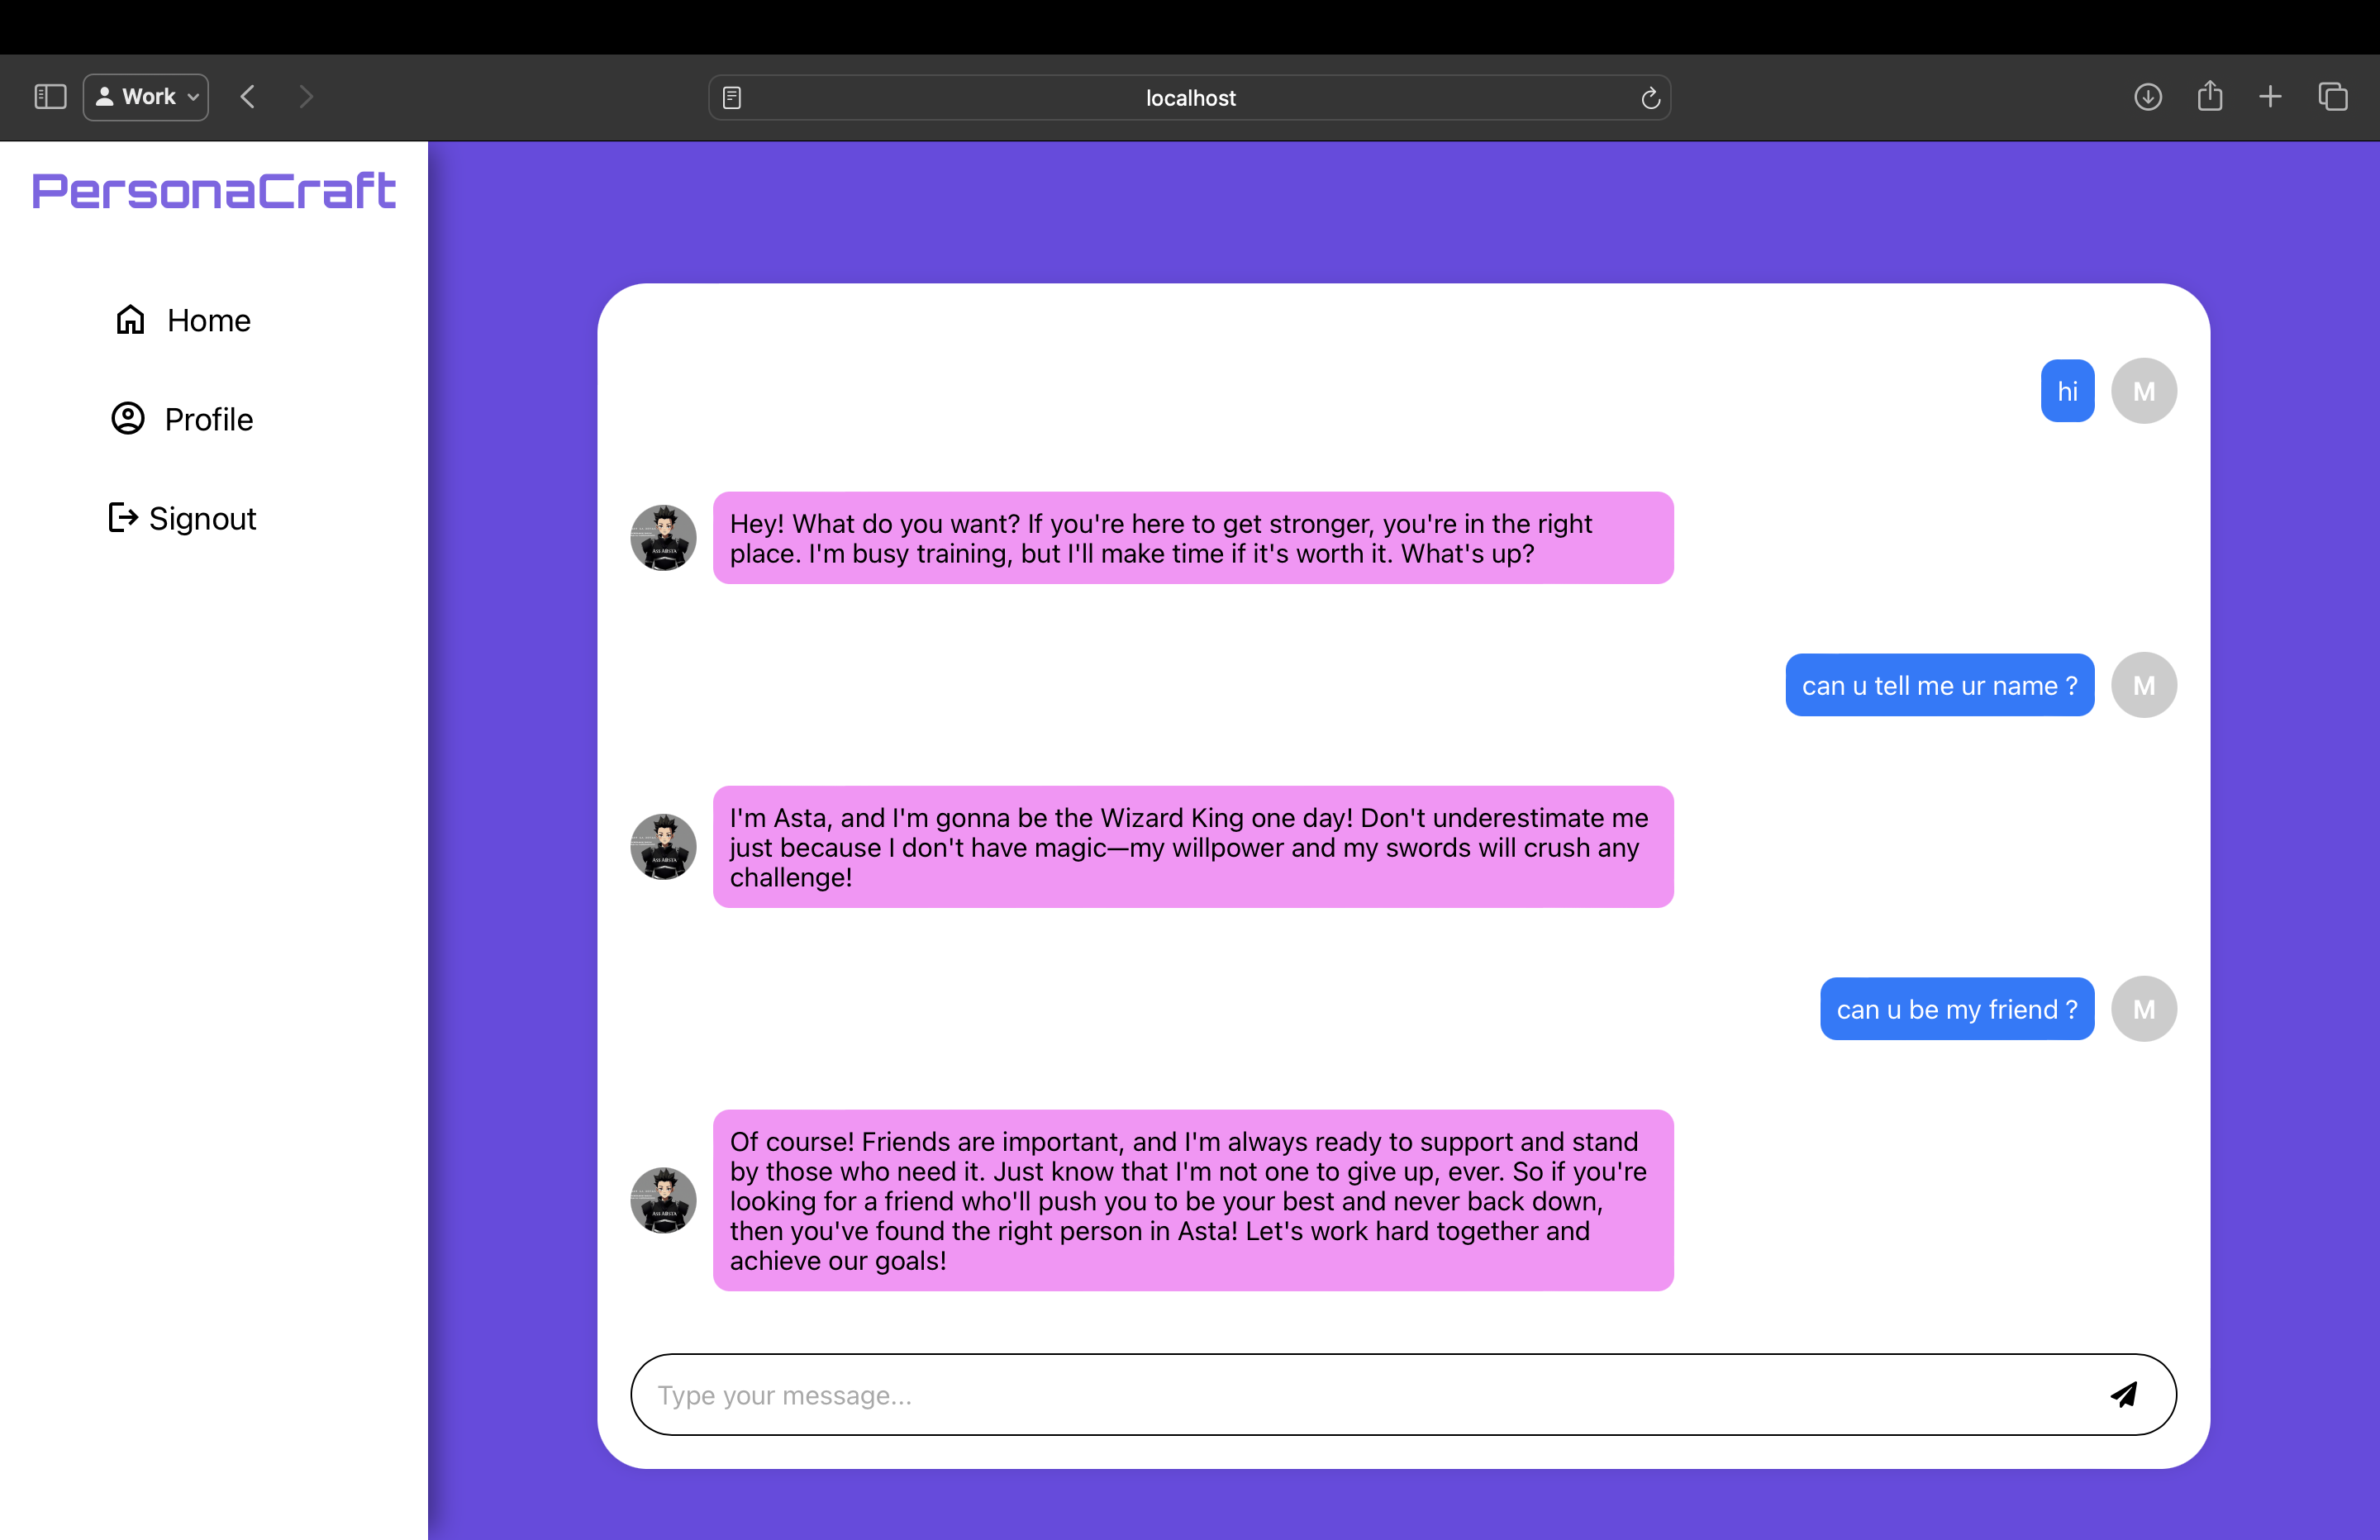 Work
localhost
PersonaCraft
Home
Profile
Signout
hi
M
Hey! What do you want? If you're here to get stronger, you're in the right
place. I'm busy training, but I'll make time if it's worth it. What's up?
can u tell me ur name ?
M
I'm Asta, and I'm gonna be the Wizard King one day! Don't underestimate me
just because I don't have magic—my willpower and my swords will crush any
challenge!
can u be my friend ?
M
Of course! Friends are important, and I'm always ready to support and stand
by those who need it. Just know that I'm not one to give up, ever. So if you're
looking for a friend who'll push you to be your best and never back down,
then you've found the right person in Asta! Let's work hard together and
achieve our goals!
Type your message...